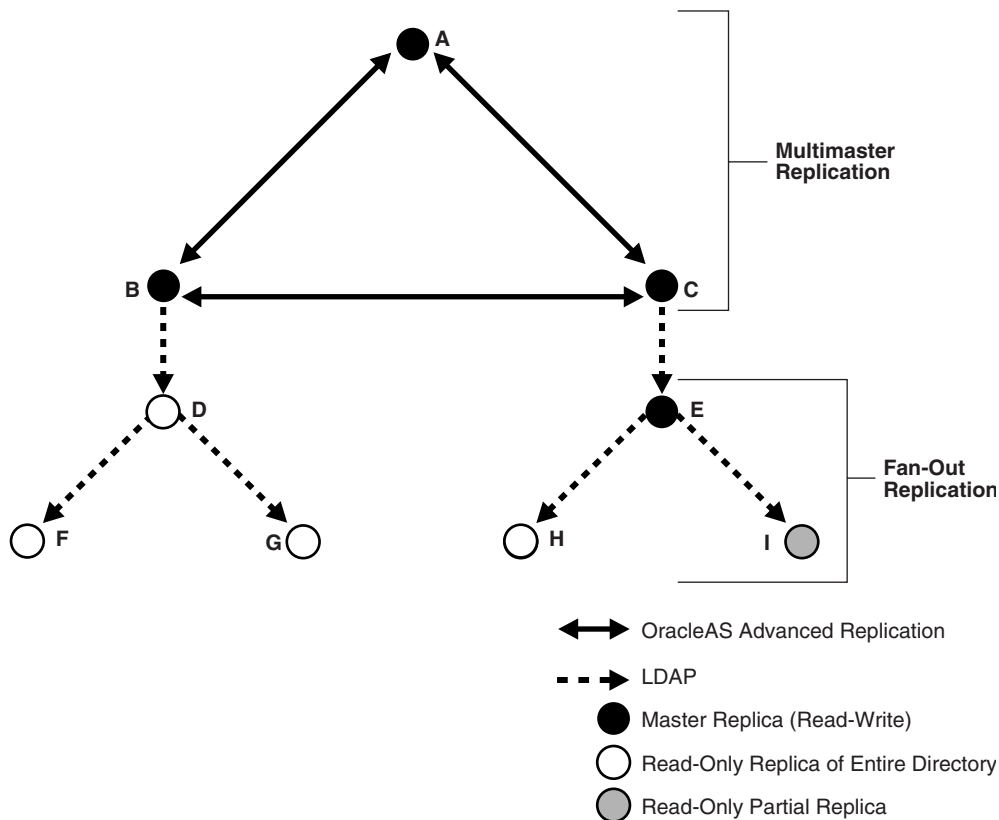 A
Multimaster
Replication
B
C
D
E
Fan-Out
Replication
F
G
H
I
OracleAS Advanced Replication
LDAP
Master Replica (Read-Write)
Read-Only Replica of Entire Directory
Read-Only Partial Replica